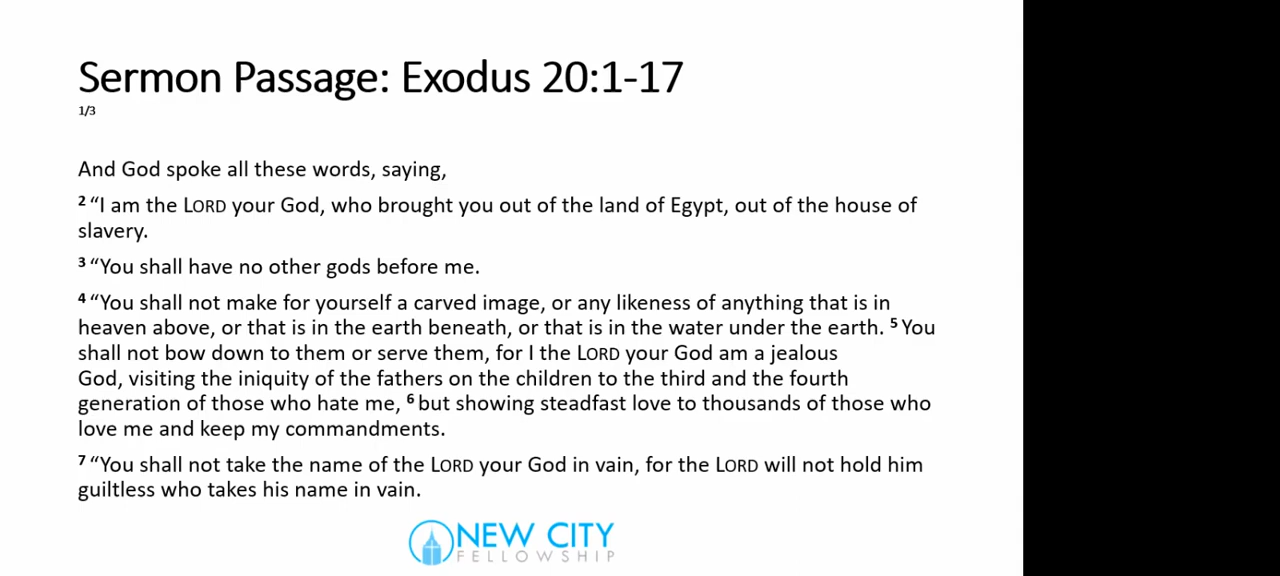 Sermon Passage: Exodus 20:1-17
1/3
And God spoke all these words, saying,
2 “I am the LORD your God, who brought you out of the land of Egypt, out of the house of
slavery.
3 “You shall have no other gods before me.
4 “You shall not make for yourself a carved image, or any likeness of anything that is in
heaven above, or that is in the earth beneath, or that is in the water under the earth. 5 You
shall not bow down to them or serve them, for I the LORD your God am a jealous
God, visiting the iniquity of the fathers on the children to the third and the fourth
generation of those who hate me, 6 but showing steadfast love to thousands of those who
love me and keep my commandments.
7 “You shall not take the name of the LORD your God in vain, for the LORD will not hold him
guiltless who takes his name in vain.
NEW CITY
FELLOWSHIP